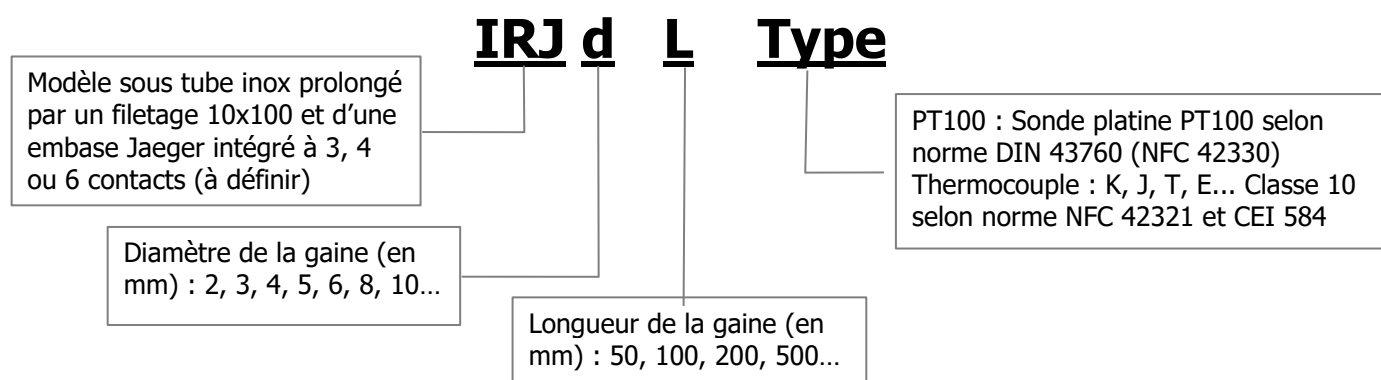 IRJ d L Type
Modèle sous tube inox prolongé
par un filetage 10x100 et d’une
embase Jaeger intégré à 3, 4
ou 6 contacts (à définir)
PT100 : Sonde platine PT100 selon
norme DIN 43760 (NFC 42330)
Thermocouple : K, J, T, E... Classe 10
selon norme NFC 42321 et CEI 584
Diamètre de la gaine (en
mm) : 2, 3, 4, 5, 6, 8, 10…
Longueur de la gaine (en
mm) : 50, 100, 200, 500…